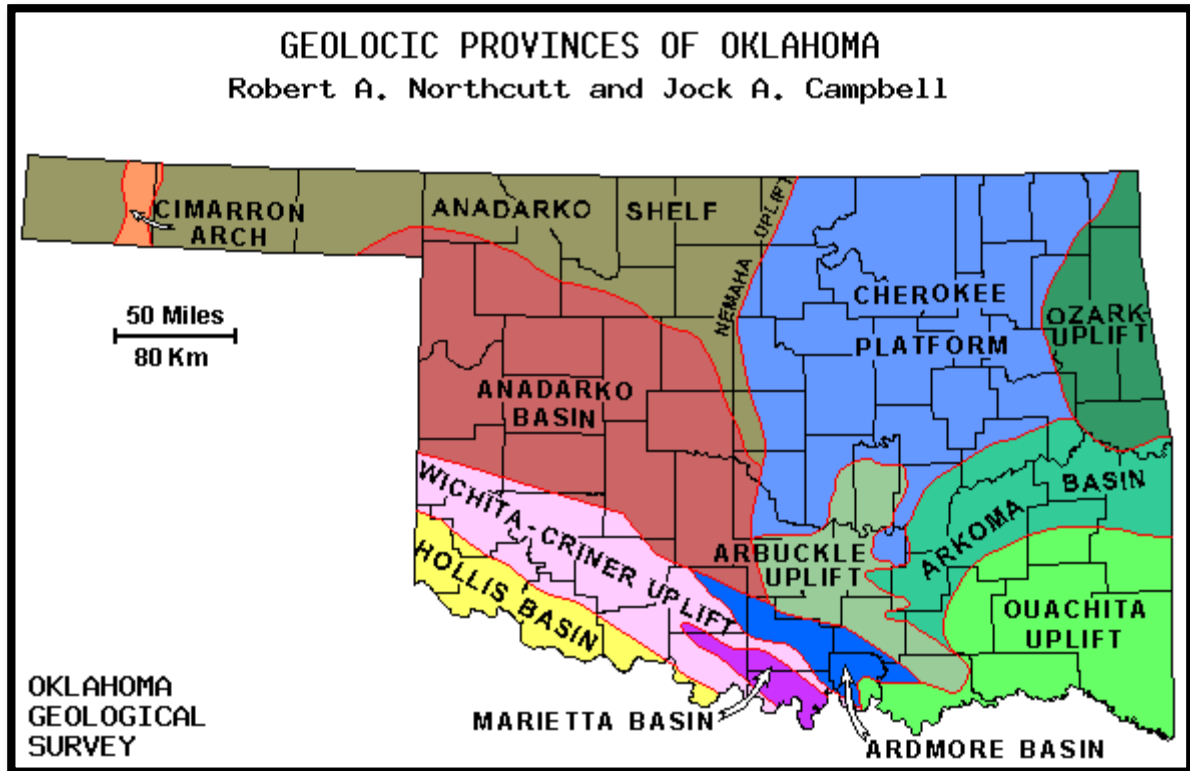 GEOLOCIC PROVINCES OF OKLAHOMA
Robert A. Northcutt and Jock A. Campbell
CIMARRON
ARCH
ANADARKO SHELF
NEMAHA UPLIFT
CHEROKEE
PLATFORM
OZARK
UPLIFT
50 Miles
80 Km
ANADARKO
BASIN
WICHITA-CRINER UPLIFT
HOLLIS BASIN
ARBUCKLE
UPLIFT
ARKOMA BASIN
OUACHITA
UPLIFT
MARIETTA BASIN
ARDMORE BASIN
OKLAHOMA
GEOLOGICAL
SURVEY